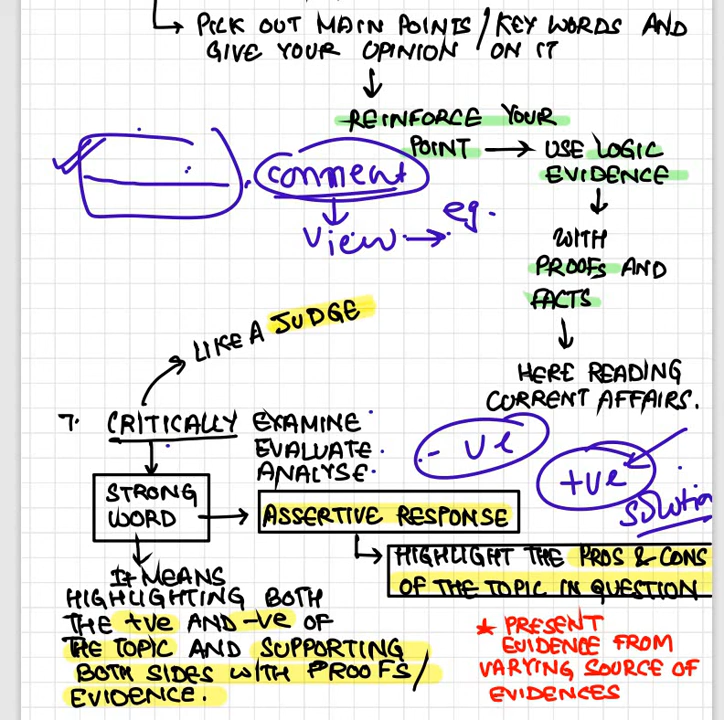 PICK OUT MAIN POINTS/KEY WORDS AND
GIVE YOUR OPINION ON IT
REINFORCE YOUR
POINT → USE LOGIC
EVIDENCE
comment
View → eg.
WITH
PROOFS AND
FACTS
HERE READING
CURRENT AFFAIRS.
LIKE A JUDGE
7. CRITICALLY EXAMINE
EVALUATE
ANALYSE
-ve
+ve
STRONG
WORD
ASSERTIVE RESPONSE
HIGHLIGHT THE PROS & CONS
OF THE TOPIC IN QUESTION
IT MEANS
HIGHLIGHTING BOTH
THE +ve AND -ve OF
THE TOPIC AND SUPPORTING
BOTH SIDES WITH PROOFS/
EVIDENCE.
* PRESENT
EVIDENCE FROM
VARYING SOURCE OF
EVIDENCES